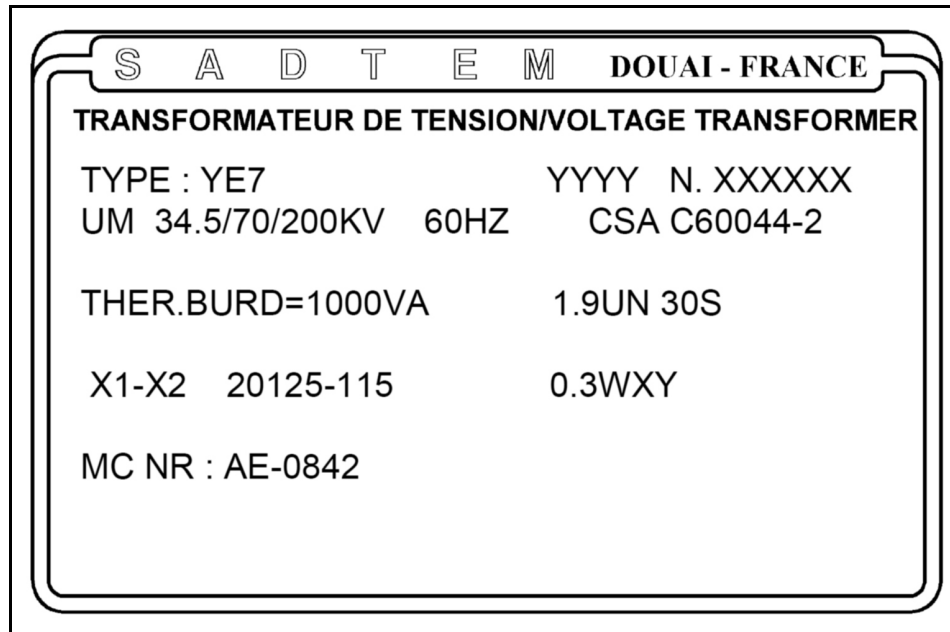 S A D T E M DOUAI - FRANCE
TRANSFORMATEUR DE TENSION/VOLTAGE TRANSFORMER
TYPE : YE7 YYYY N. XXXXXX
UM 34.5/70/200KV 60HZ CSA C60044-2
THER.BURD=1000VA 1.9UN 30S
X1-X2 20125-115 0.3WXY
MC NR : AE-0842